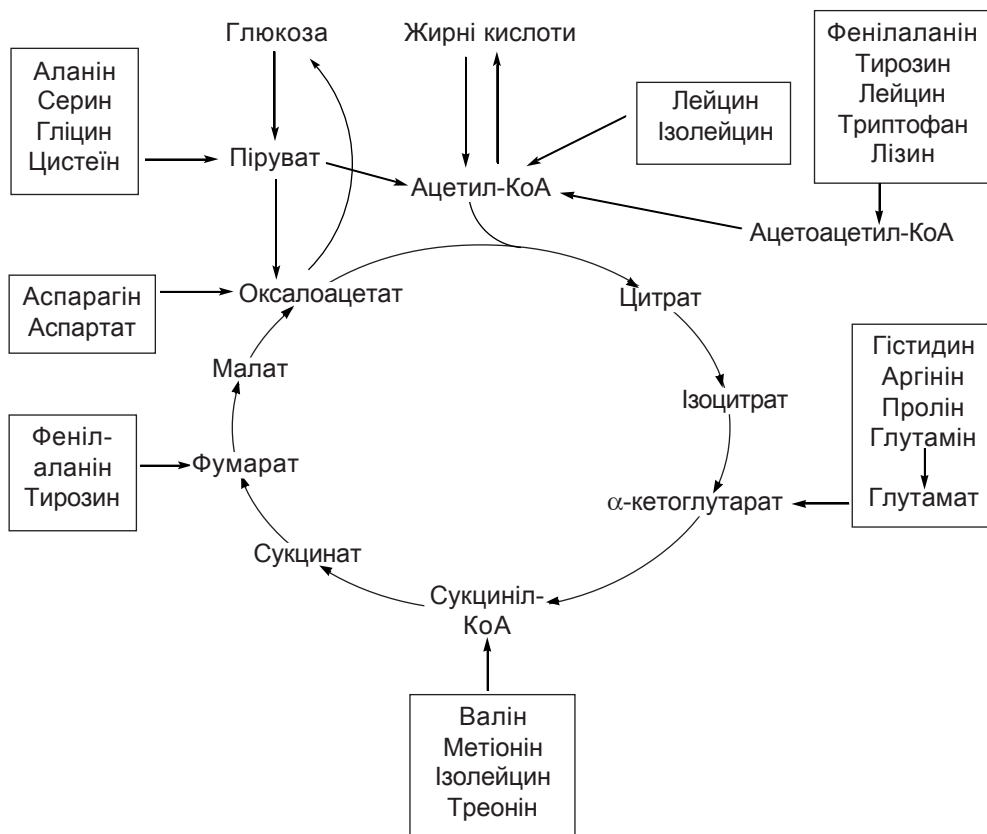 Глюкоза
Жирні кислоти
Фенілаланін
Тирозин
Лейцин
Триптофан
Лізин
Аланін
Серин
Гліцин
Цистеїн
Лейцин
Ізолейцин
Піруват
Ацетил-КоА
Ацетоацетил-КоА
Аспарагін
Аспартат
Оксалоацетат
Цитрат
Малат
Ізоцитрат
Гістидин
Аргінін
Пролін
Глутамін
Глутамат
Феніл-
аланін
Тирозин
Фумарат
α-кетоглутарат
Сукцинат
Сукциніл-
КоА
Валін
Метіонін
Ізолейцин
Треонін